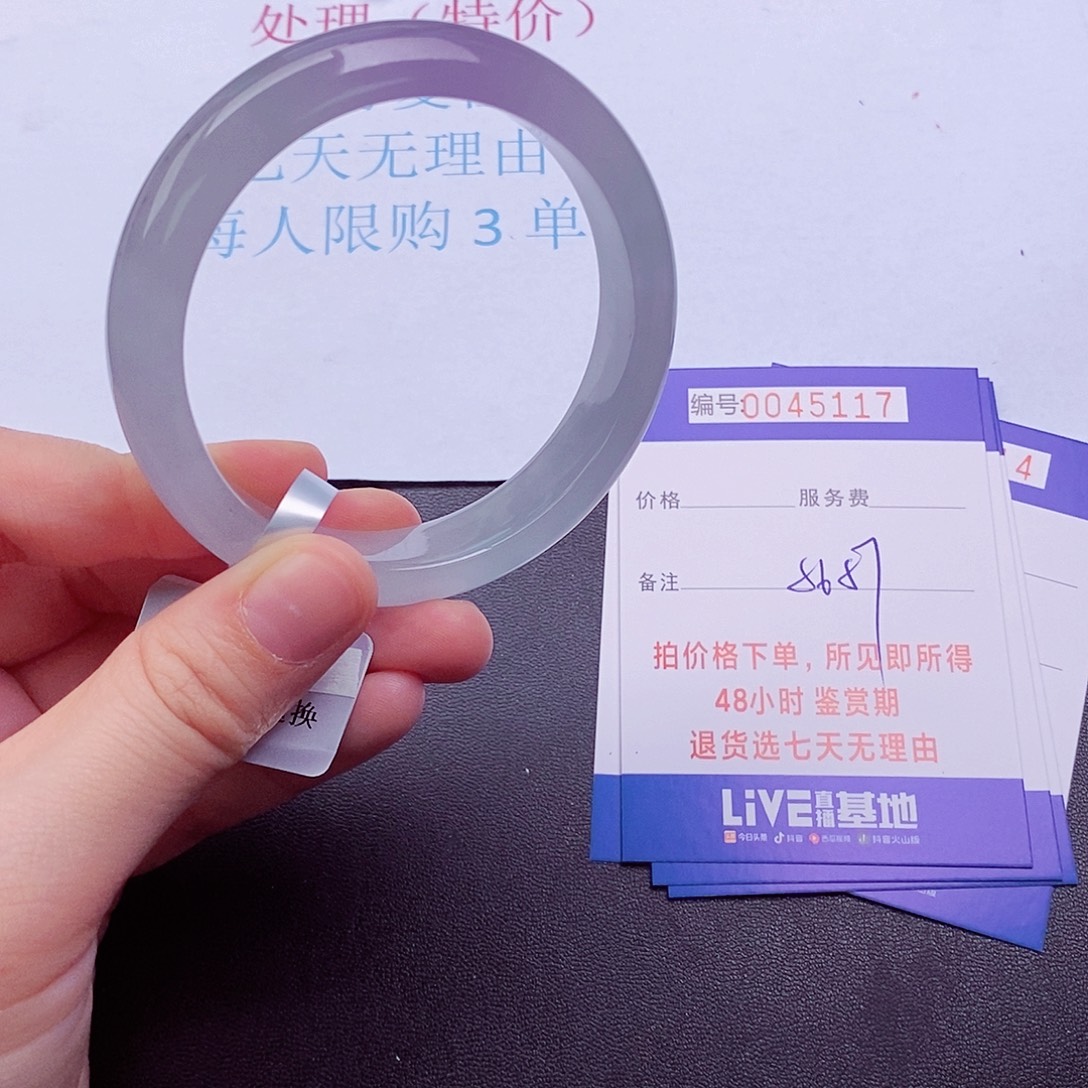 处理（特价）
七天无理由
每人限购 3 单
编号:0045117
价格 服务费
备注 8687
拍价格下单，所见即所得
48小时 鉴赏期
退货选七天无理由
LiVE直播基地
今日头条 抖音 西瓜视频 抖音火山版
4
换